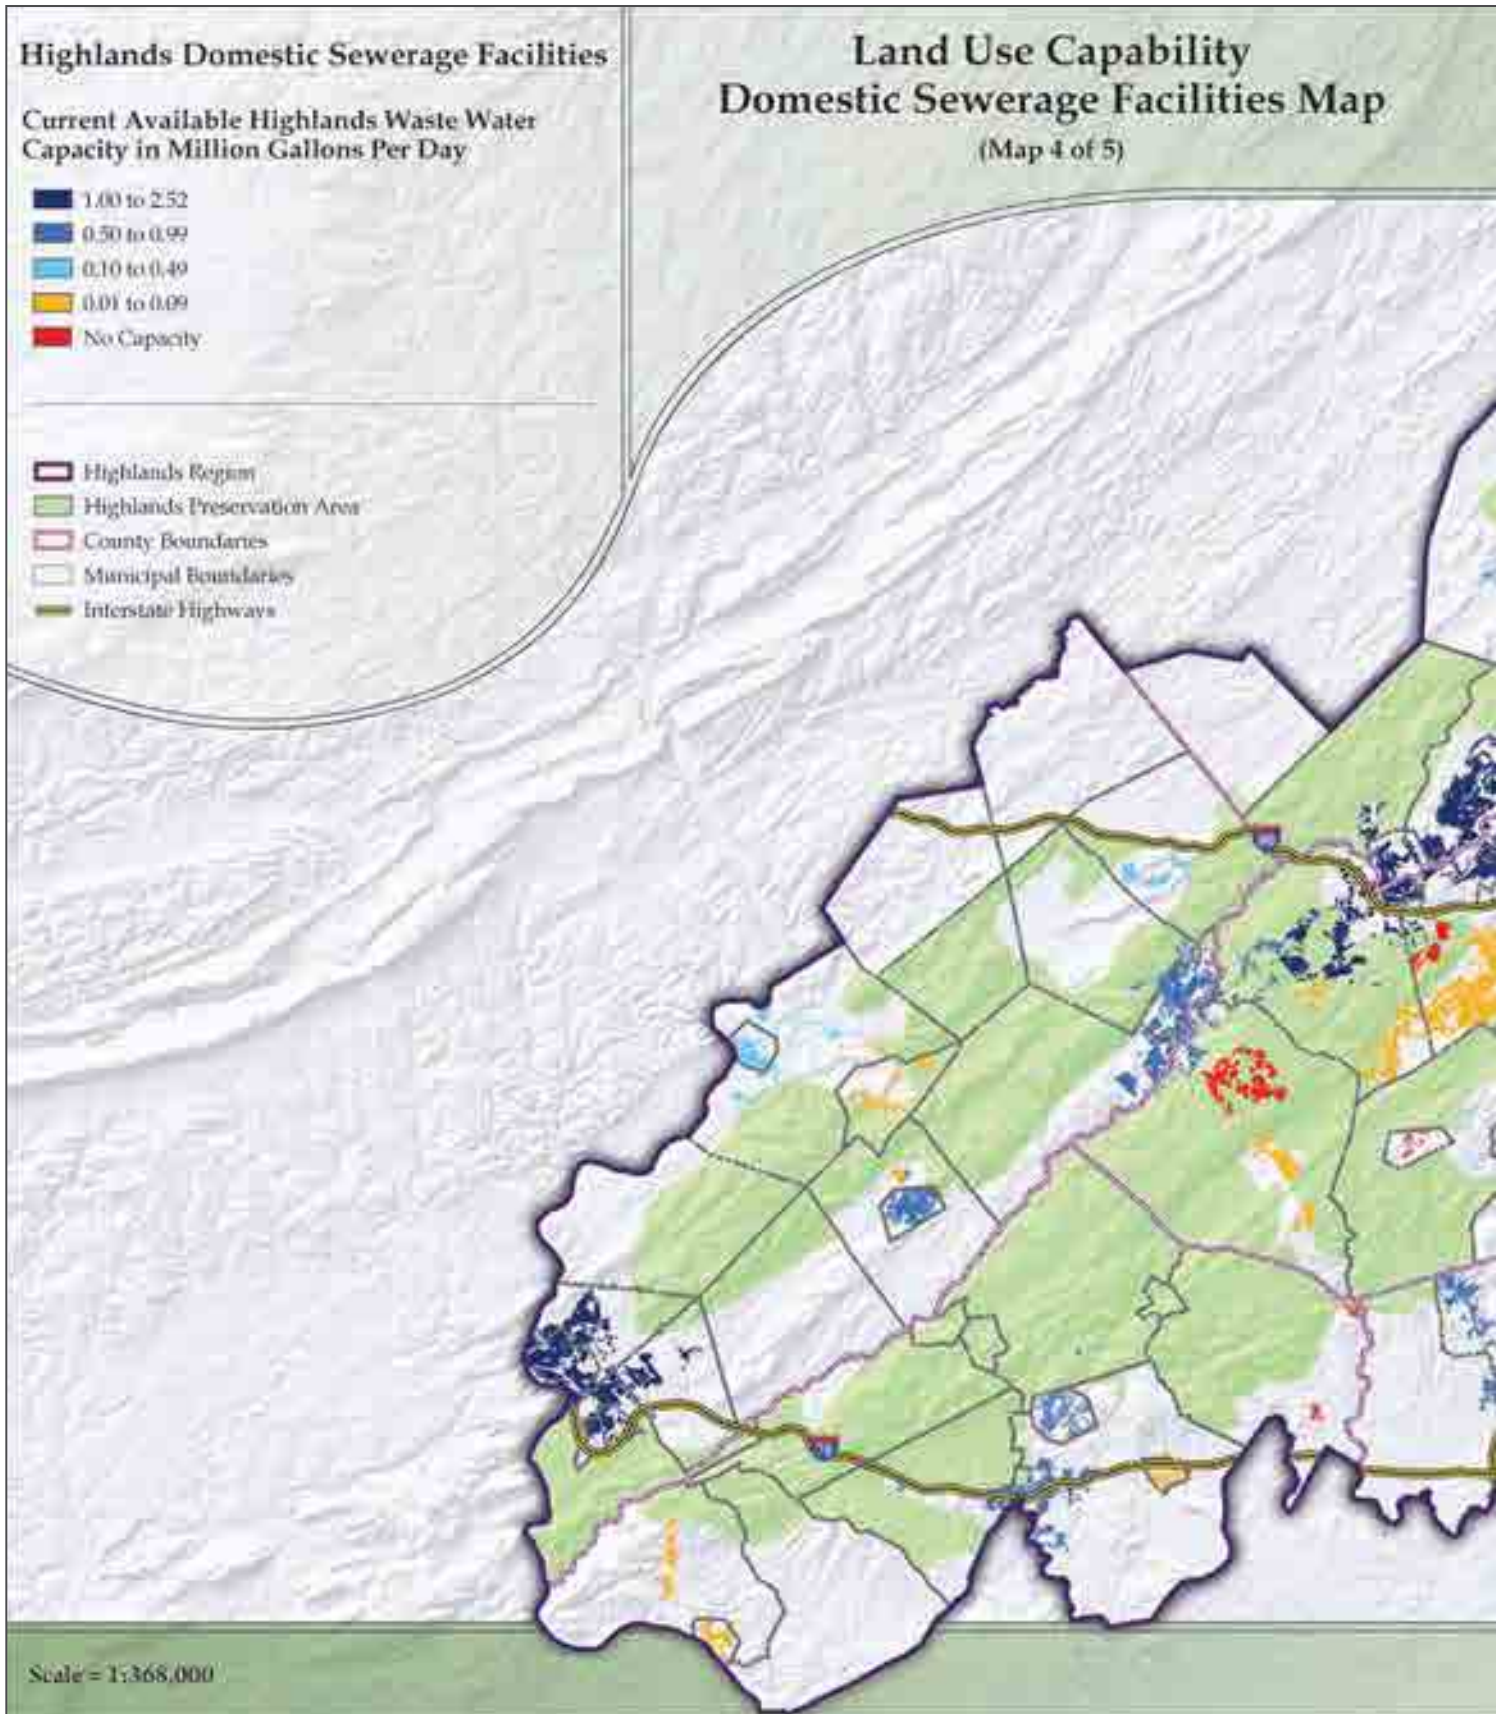 Highlands Domestic Sewerage Facilities
Current Available Highlands Waste Water
Capacity in Million Gallons Per Day
1.00 to 2.52
0.50 to 0.99
0.10 to 0.49
0.01 to 0.09
No Capacity
Highlands Region
Highlands Preservation Area
County Boundaries
Municipal Boundaries
Interstate Highways
Land Use Capability
Domestic Sewerage Facilities Map
(Map 4 of 5)
Scale = 1:368,000